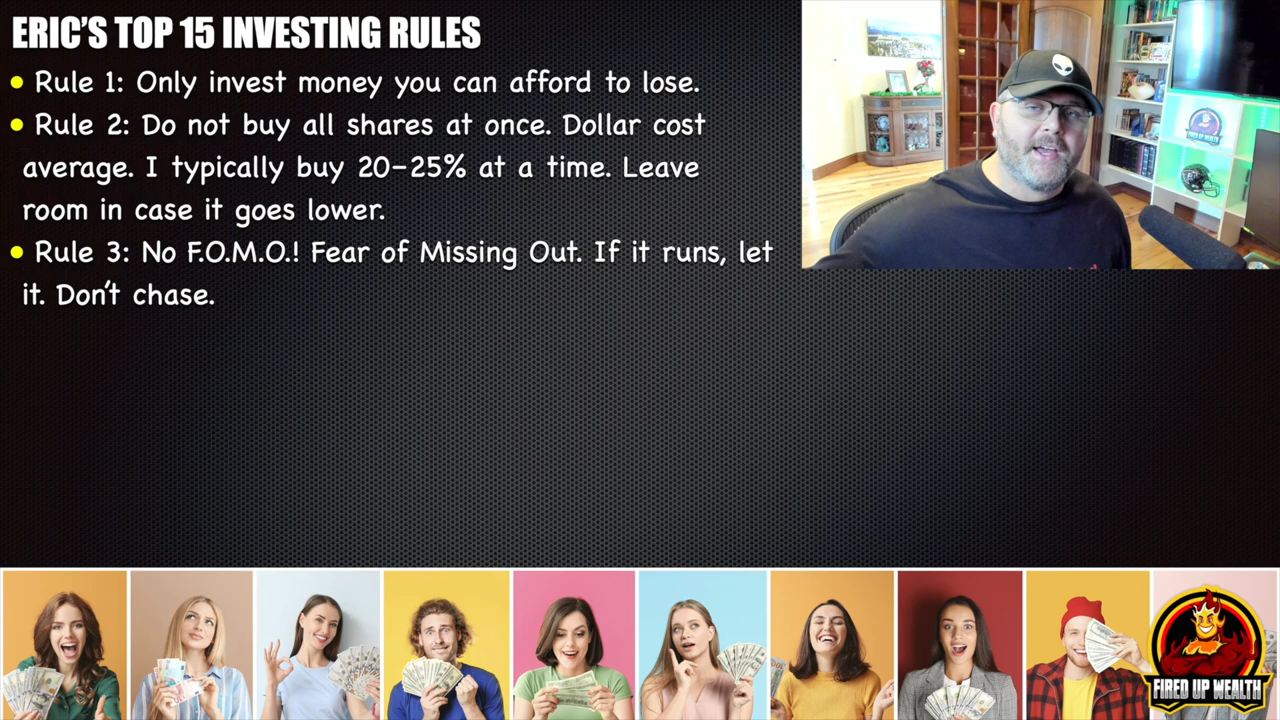 ERIC'S TOP 15 INVESTING RULES
• Rule 1: Only invest money you can afford to lose.
• Rule 2: Do not buy all shares at once. Dollar cost
average. I typically buy 20-25% at a time. Leave
room in case it goes lower.
• Rule 3: No F.O.M.O.! Fear of Missing Out. If it runs, let
it. Don't chase.
FIRED UP WEALTH